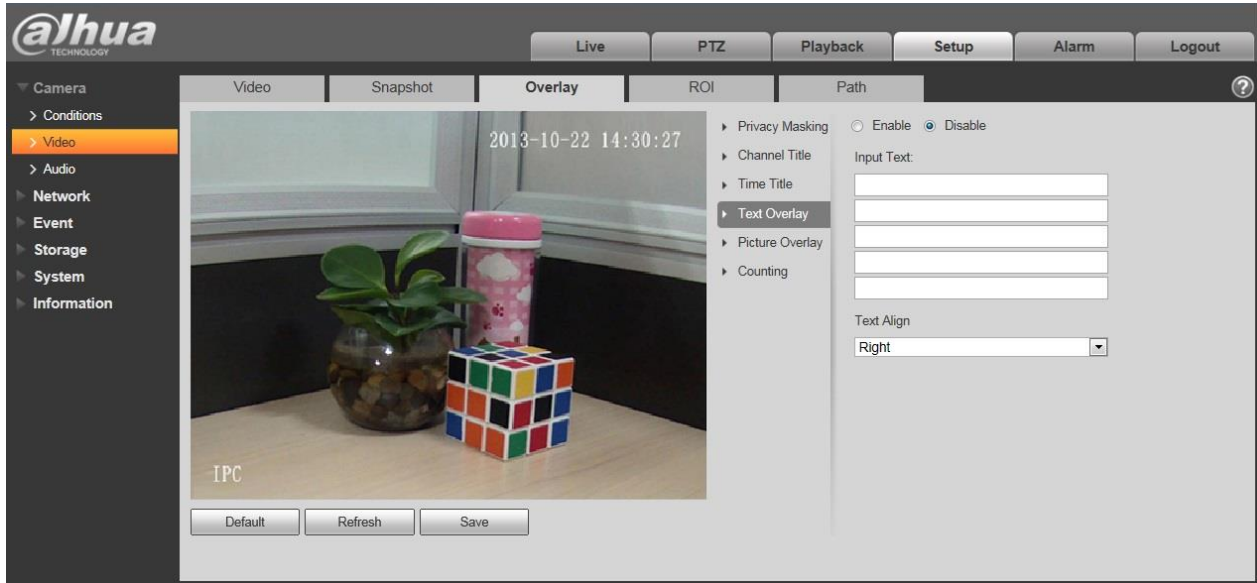 alhua
TECHNOLOGY
Live PTZ Playback Setup Alarm Logout
Camera
Conditions
Video
Audio
Network
Event
Storage
System
Information
Video Snapshot Overlay ROI Path ?
2013-10-22 14:30:27
IPC
Default Refresh Save
Privacy Masking
Channel Title
Time Title
Text Overlay
Picture Overlay
Counting
Enable Disable
Input Text:
Text Align
Right